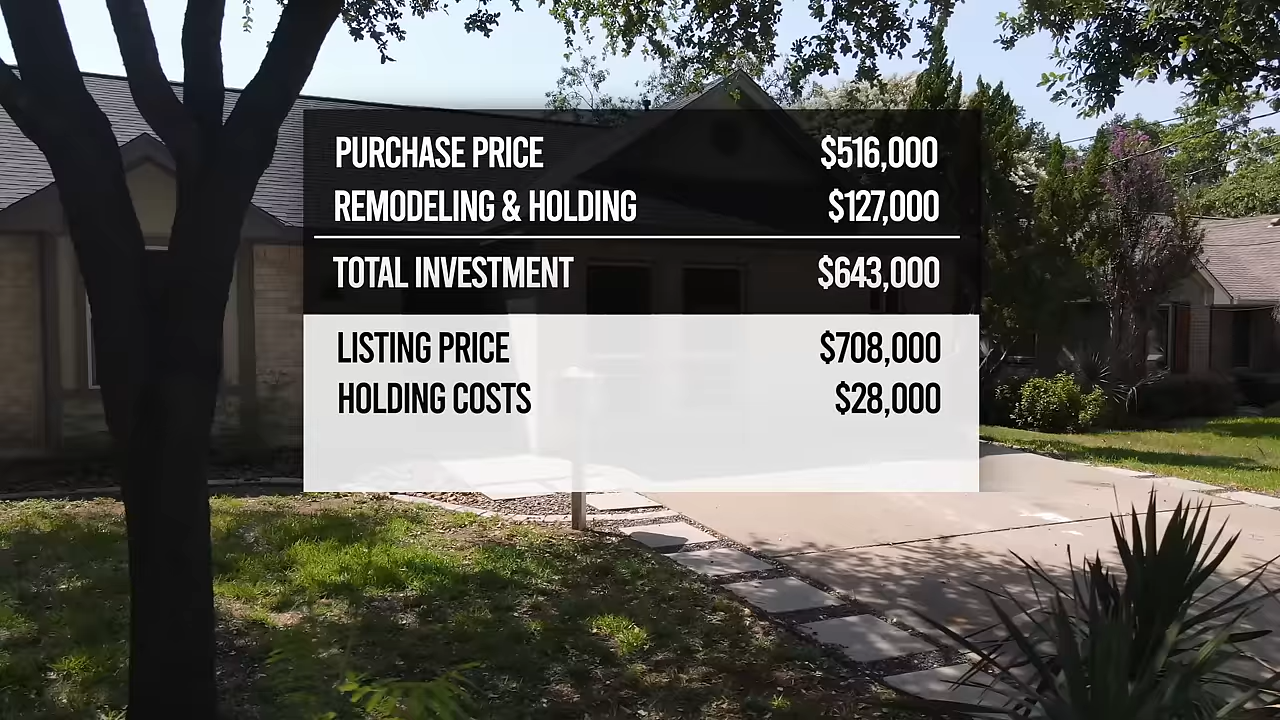 PURCHASE PRICE $516,000
REMODELING & HOLDING $127,000
TOTAL INVESTMENT $643,000
LISTING PRICE $708,000
HOLDING COSTS $28,000